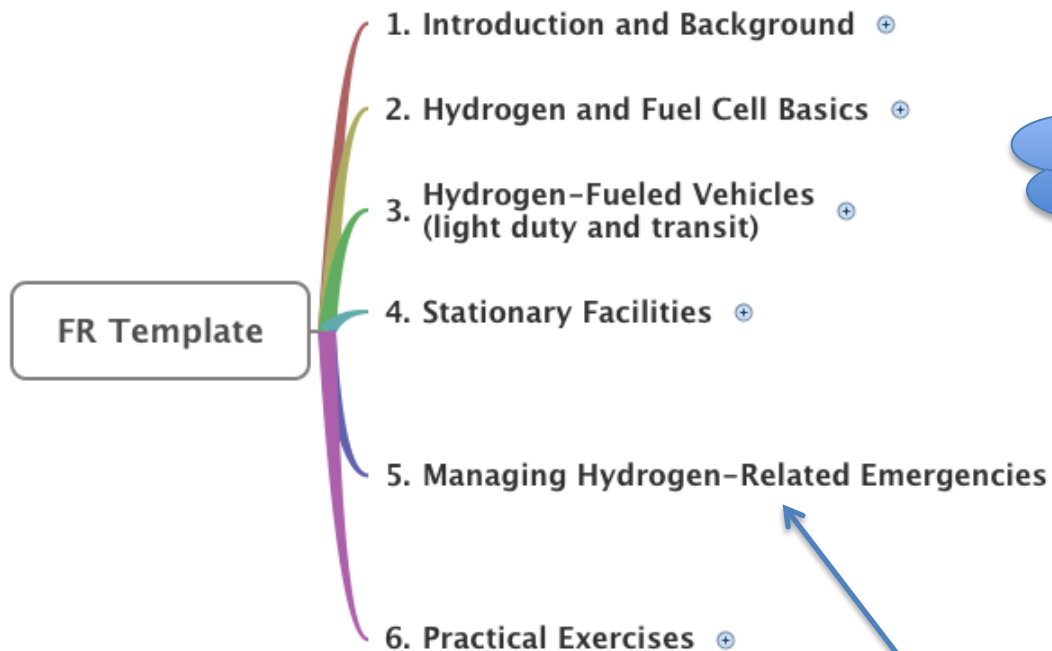 1. Introduction and Background
2. Hydrogen and Fuel Cell Basics
3. Hydrogen-Fueled Vehicles
(light duty and transit)
4. Stationary Facilities
FR Template
5. Managing Hydrogen-Related Emergencies
6. Practical Exercises